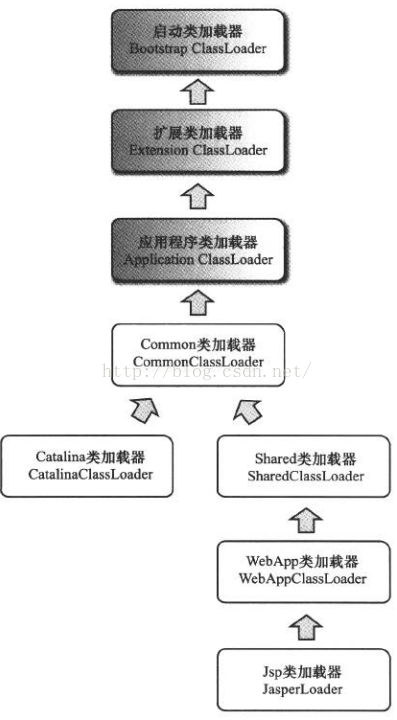 启动类加载器
Bootstrap ClassLoader
扩展类加载器
Extension ClassLoader
应用程序类加载器
Application ClassLoader
Common类加载器
CommonClassLoader
http://blog.csdn.net/
Catalina类加载器
CatalinaClassLoader
Shared类加载器
SharedClassLoader
WebApp类加载器
WebAppClassLoader
Jsp类加载器
JasperLoader